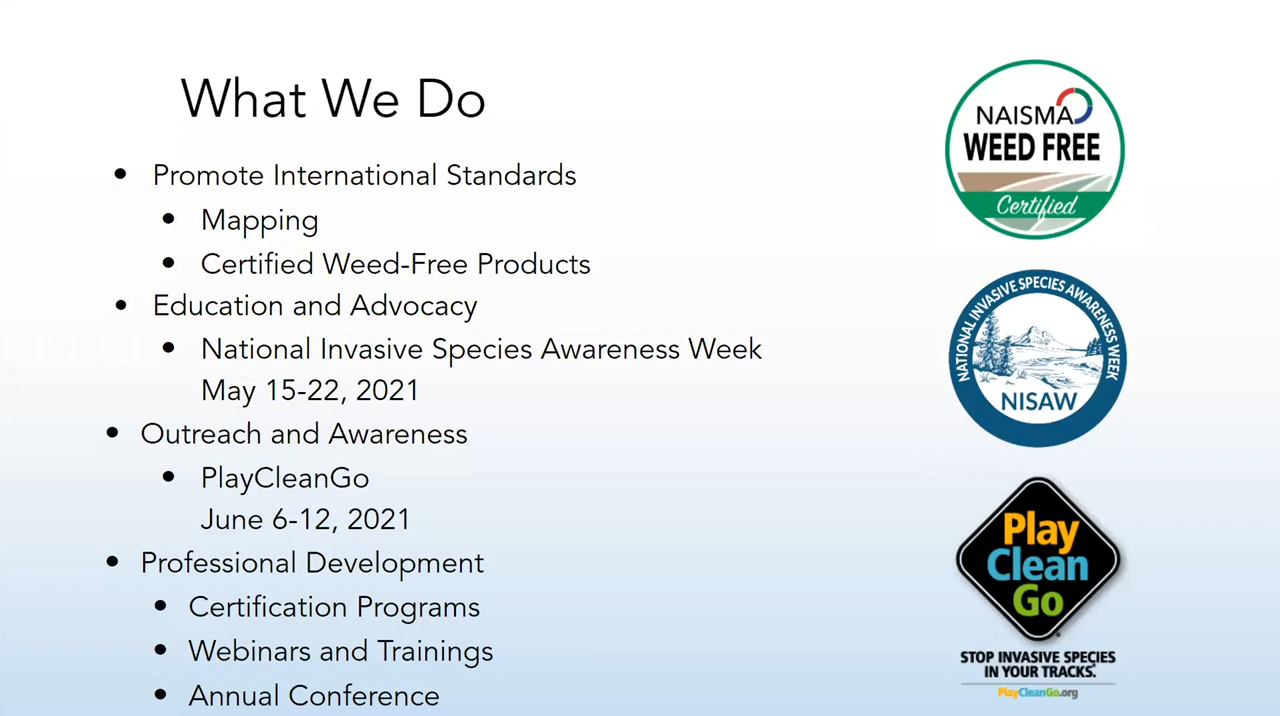 What We Do
• Promote International Standards
• Mapping
• Certified Weed-Free Products
• Education and Advocacy
• National Invasive Species Awareness Week
May 15-22, 2021
• Outreach and Awareness
• PlayCleanGo
June 6-12, 2021
• Professional Development
• Certification Programs
• Webinars and Trainings
• Annual Conference
NAISMA
WEED FREE
Certified
NATIONAL INVASIVE SPECIES AWARENESS WEEK
NISAW
Play
Clean
Go
STOP INVASIVE SPECIES
IN YOUR TRACKS.
PlayCleanGo.org